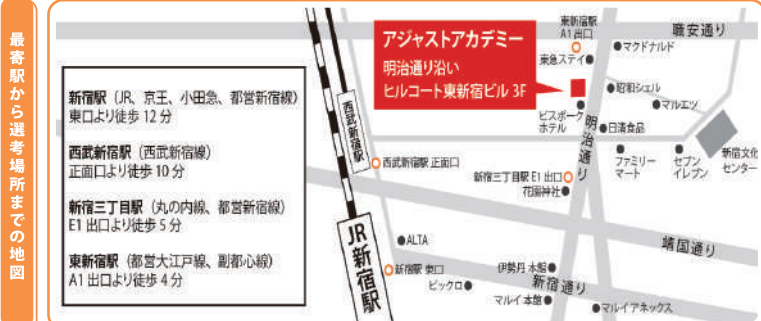 最寄駅から選考場所までの地図
新宿駅（JR、京王、小田急、都営新宿線）
東口より徒歩 12 分
西武新宿駅（西武新宿線）
正面口より徒歩 10 分
新宿三丁目駅（丸の内線、都営新宿線）
E1 出口より徒歩 5 分
東新宿駅（都営大江戸線、副都心線）
A1 出口より徒歩 4 分
アジャストアカデミー
明治通り沿い
ヒルコート東新宿ビル 3F
東新宿駅
A1 出口
職安通り
東急ステイ
マクドナルド
昭和シェル
マルエツ
ビスポーク
ホテル
日清食品
明治通り
西武新宿駅
西武新宿駅 正面口
新宿三丁目駅 E1 出口
花園神社
ファミリー
マート
セブン
イレブン
新宿文化
センター
JR新宿駅
ALTA
新宿駅 東口
ビックロ
伊勢丹 本館
マルイ 本館
新宿通り
靖国通り
マルイアネックス